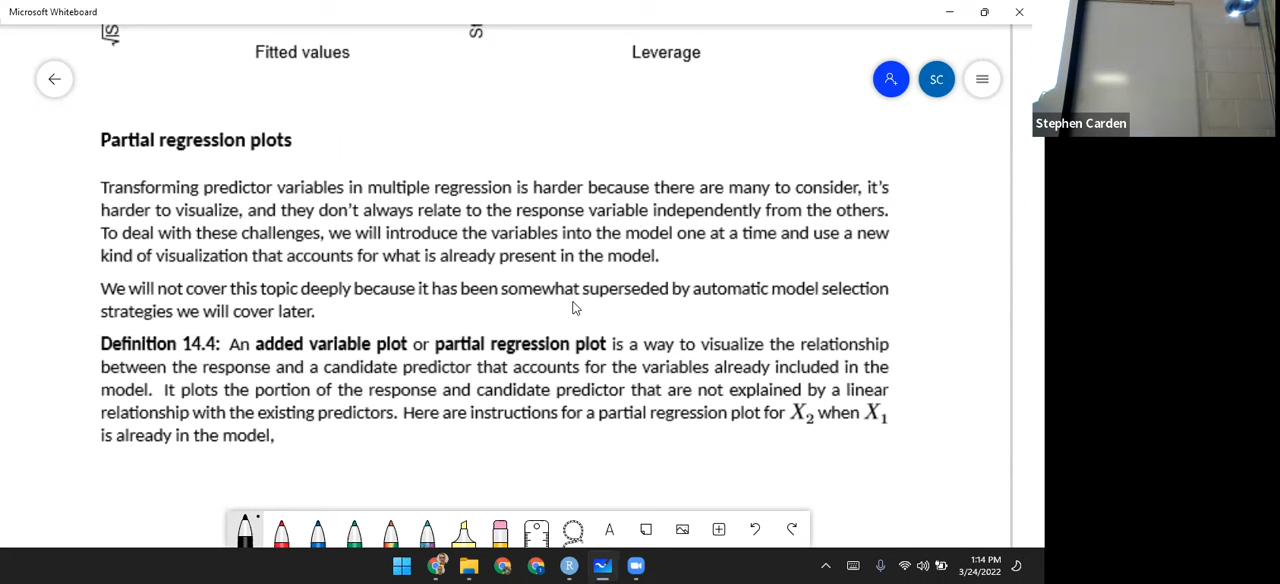 Microsoft Whiteboard
Fitted values
Leverage
SC
Stephen Carden
Partial regression plots
Transforming predictor variables in multiple regression is harder because there are many to consider, it's
harder to visualize, and they don't always relate to the response variable independently from the others.
To deal with these challenges, we will introduce the variables into the model one at a time and use a new
kind of visualization that accounts for what is already present in the model.
We will not cover this topic deeply because it has been somewhat superseded by automatic model selection
strategies we will cover later.
Definition 14.4: An added variable plot or partial regression plot is a way to visualize the relationship
between the response and a candidate predictor that accounts for the variables already included in the
model. It plots the portion of the response and candidate predictor that are not explained by a linear
relationship with the existing predictors. Here are instructions for a partial regression plot for X₂ when X₁
is already in the model,
A
R
1:14 PM
3/24/2022